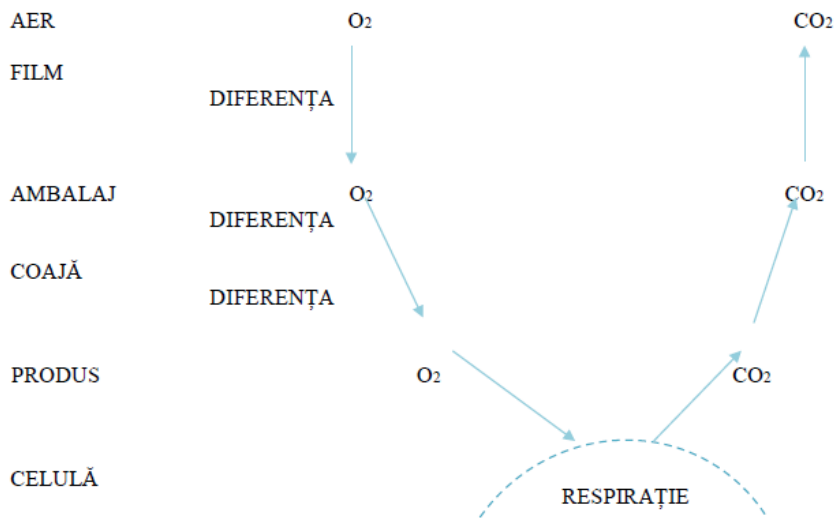 AER O2 CO2
FILM
DIFERENȚA
AMBALAJ O2 CO2
DIFERENȚA
COAJĂ
DIFERENȚA
PRODUS O2 CO2
CELULĂ
RESPIRAȚIE